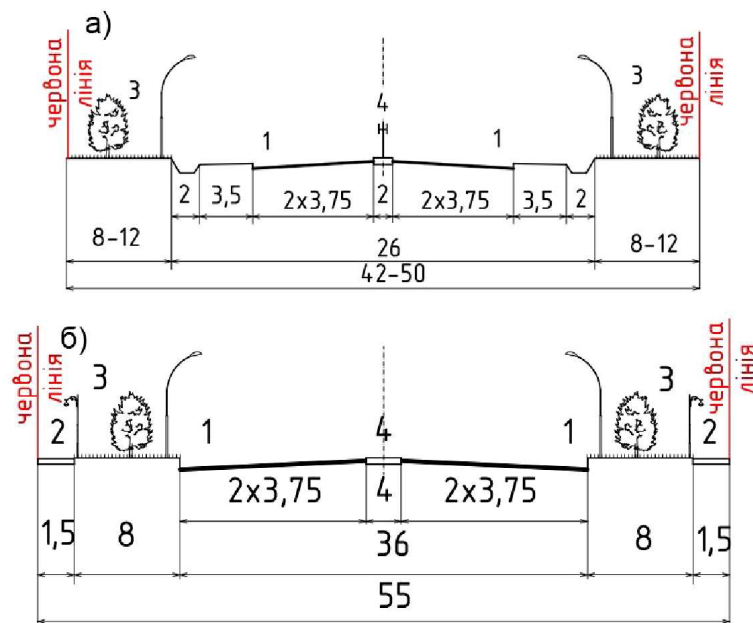 а)
червона
лінія
3
1
4
1
3
червона
лінія
2
3,5
2х3,75
2
2х3,75
3,5
2
8-12
26
8-12
42-50
б)
червона
лінія
3
2
1
4
1
3
2
червона
лінія
2х3,75
4
2х3,75
1,5
8
36
8
1,5
55